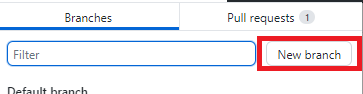 Branches
Pull requests 1
Filter
New branch
Default branch